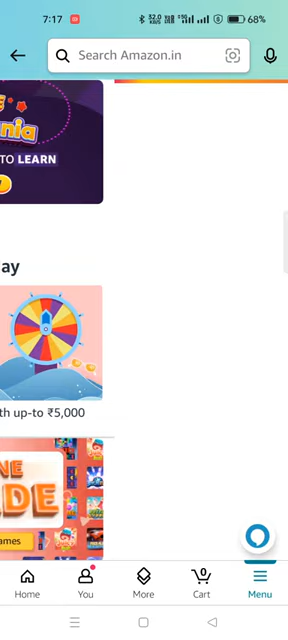 7:17
68%
Search Amazon.in
TO LEARN
ay
th up-to ₹5,000
NE
DE
ames
Home
You
More
0
Cart
Menu